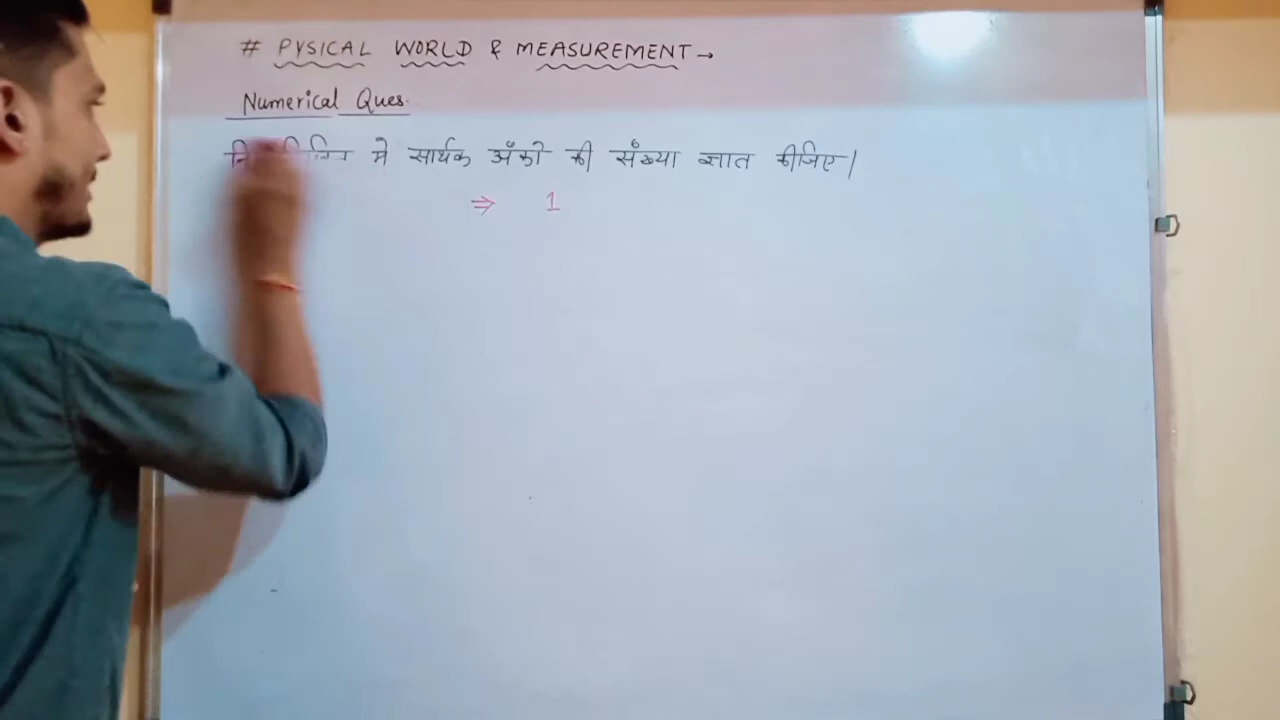 # PYSICAL WORLD & MEASUREMENT →
Numerical Ques.
मे सार्थक अँको की सँख्या ज्ञात कीजिए।
⇒ 1